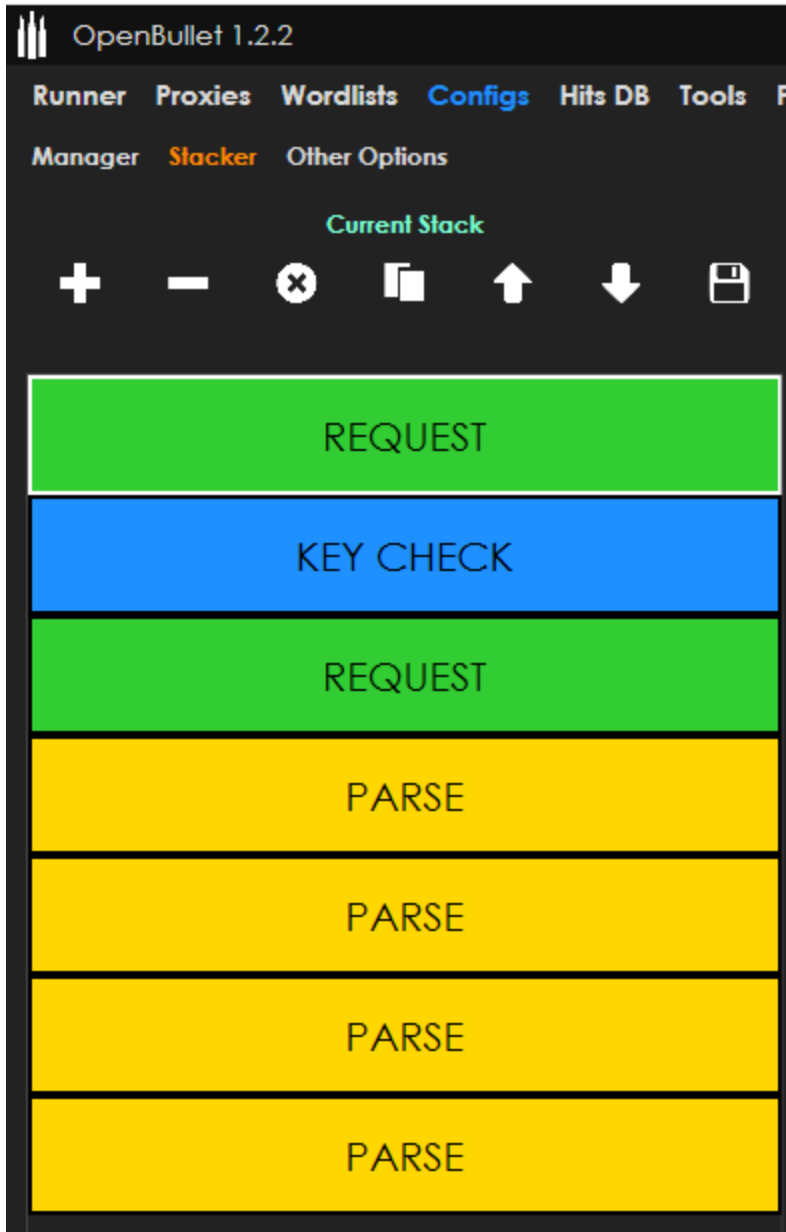 OpenBullet 1.2.2
Runner Proxies Wordlists Configs Hits DB Tools
Manager Stacker Other Options
Current Stack
REQUEST
KEY CHECK
REQUEST
PARSE
PARSE
PARSE
PARSE